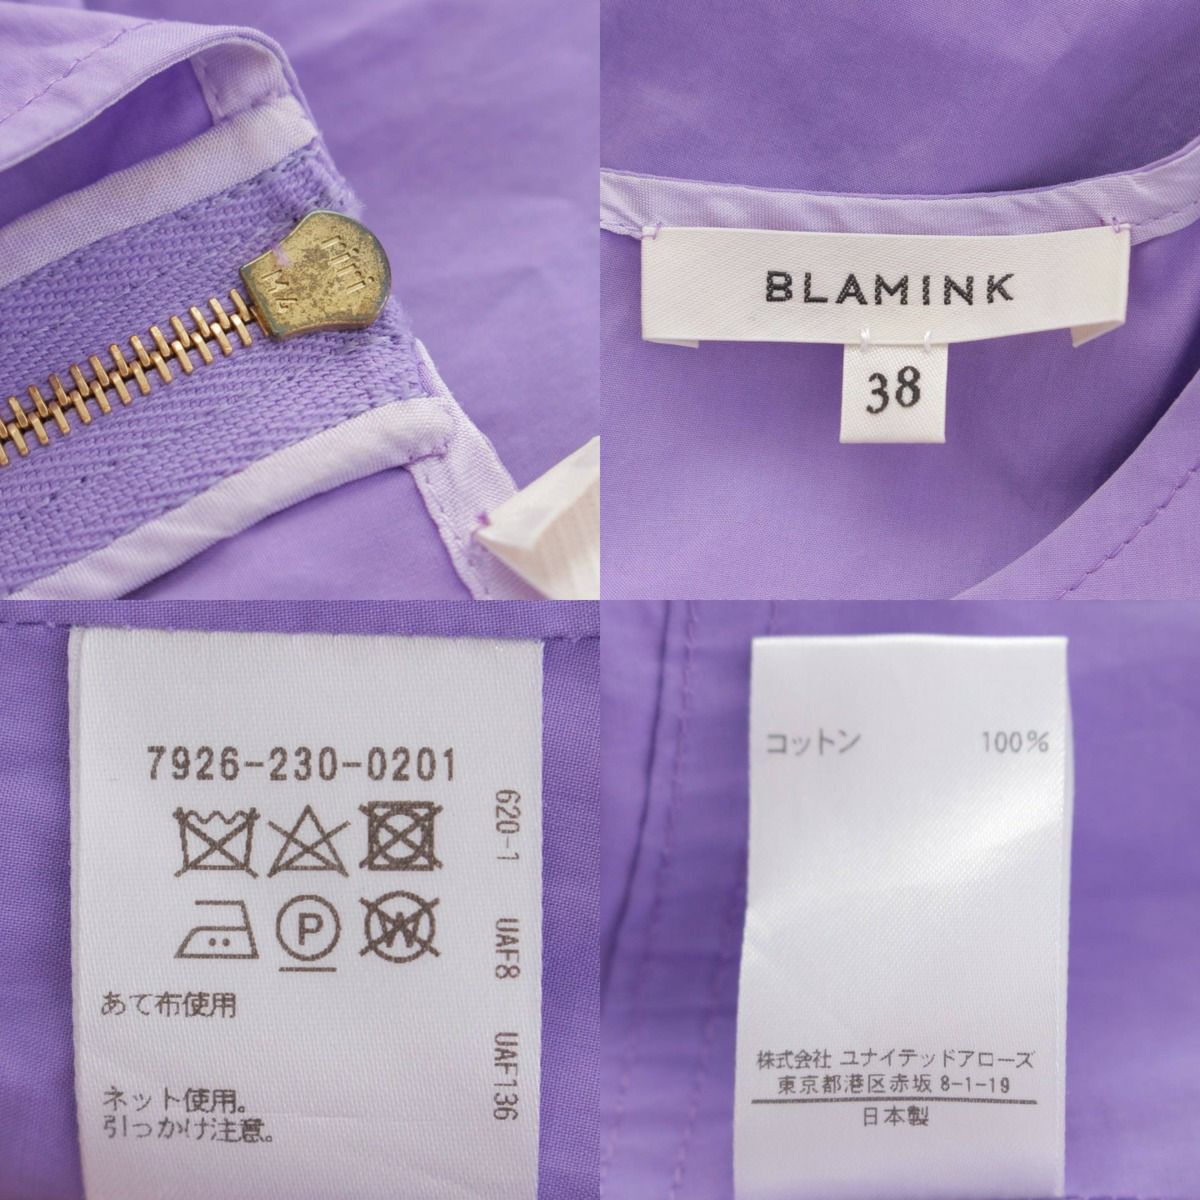 riri
M4
BLAMINK
38
7926-230-0201
P
W
あて布使用
ネット使用。
引っかけ注意。
620-1 UAF8 UAF136
コットン 100%
株式会社 ユナイテッドアローズ
東京都港区赤坂 8-1-19
日本製